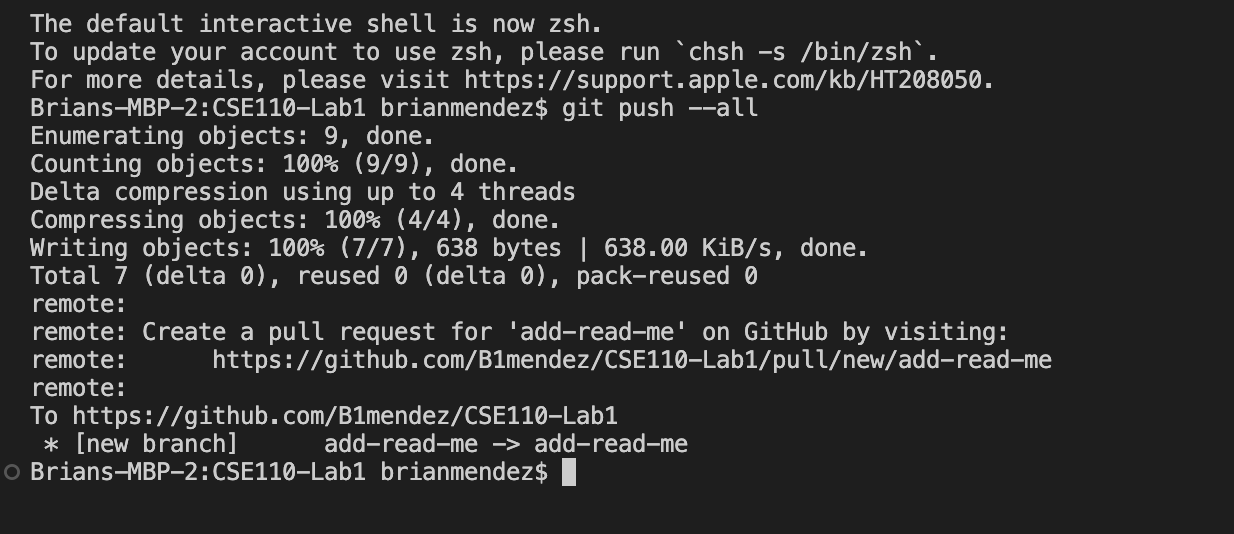 The default interactive shell is now zsh.
To update your account to use zsh, please run `chsh -s /bin/zsh`.
For more details, please visit https://support.apple.com/kb/HT208050.
Brians-MBP-2:CSE110-Lab1 brianmendez$ git push --all
Enumerating objects: 9, done.
Counting objects: 100% (9/9), done.
Delta compression using up to 4 threads
Compressing objects: 100% (4/4), done.
Writing objects: 100% (7/7), 638 bytes | 638.00 KiB/s, done.
Total 7 (delta 0), reused 0 (delta 0), pack-reused 0
remote:
remote: Create a pull request for 'add-read-me' on GitHub by visiting:
remote:      https://github.com/B1mendez/CSE110-Lab1/pull/new/add-read-me
remote:
To https://github.com/B1mendez/CSE110-Lab1
 * [new branch]      add-read-me -> add-read-me
Brians-MBP-2:CSE110-Lab1 brianmendez$